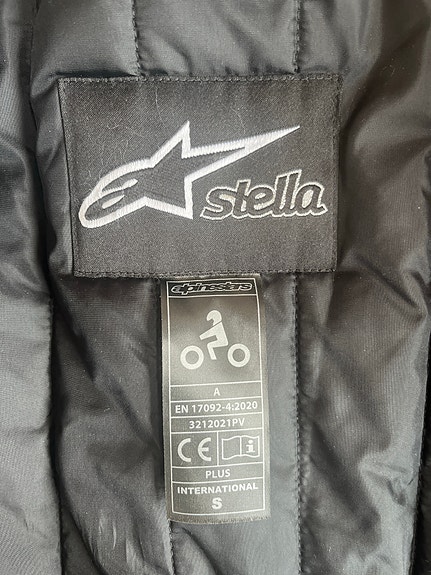 stella
alpinestars
A
EN 17092-4:2020
3212021PV
CE i
PLUS
INTERNATIONAL
S